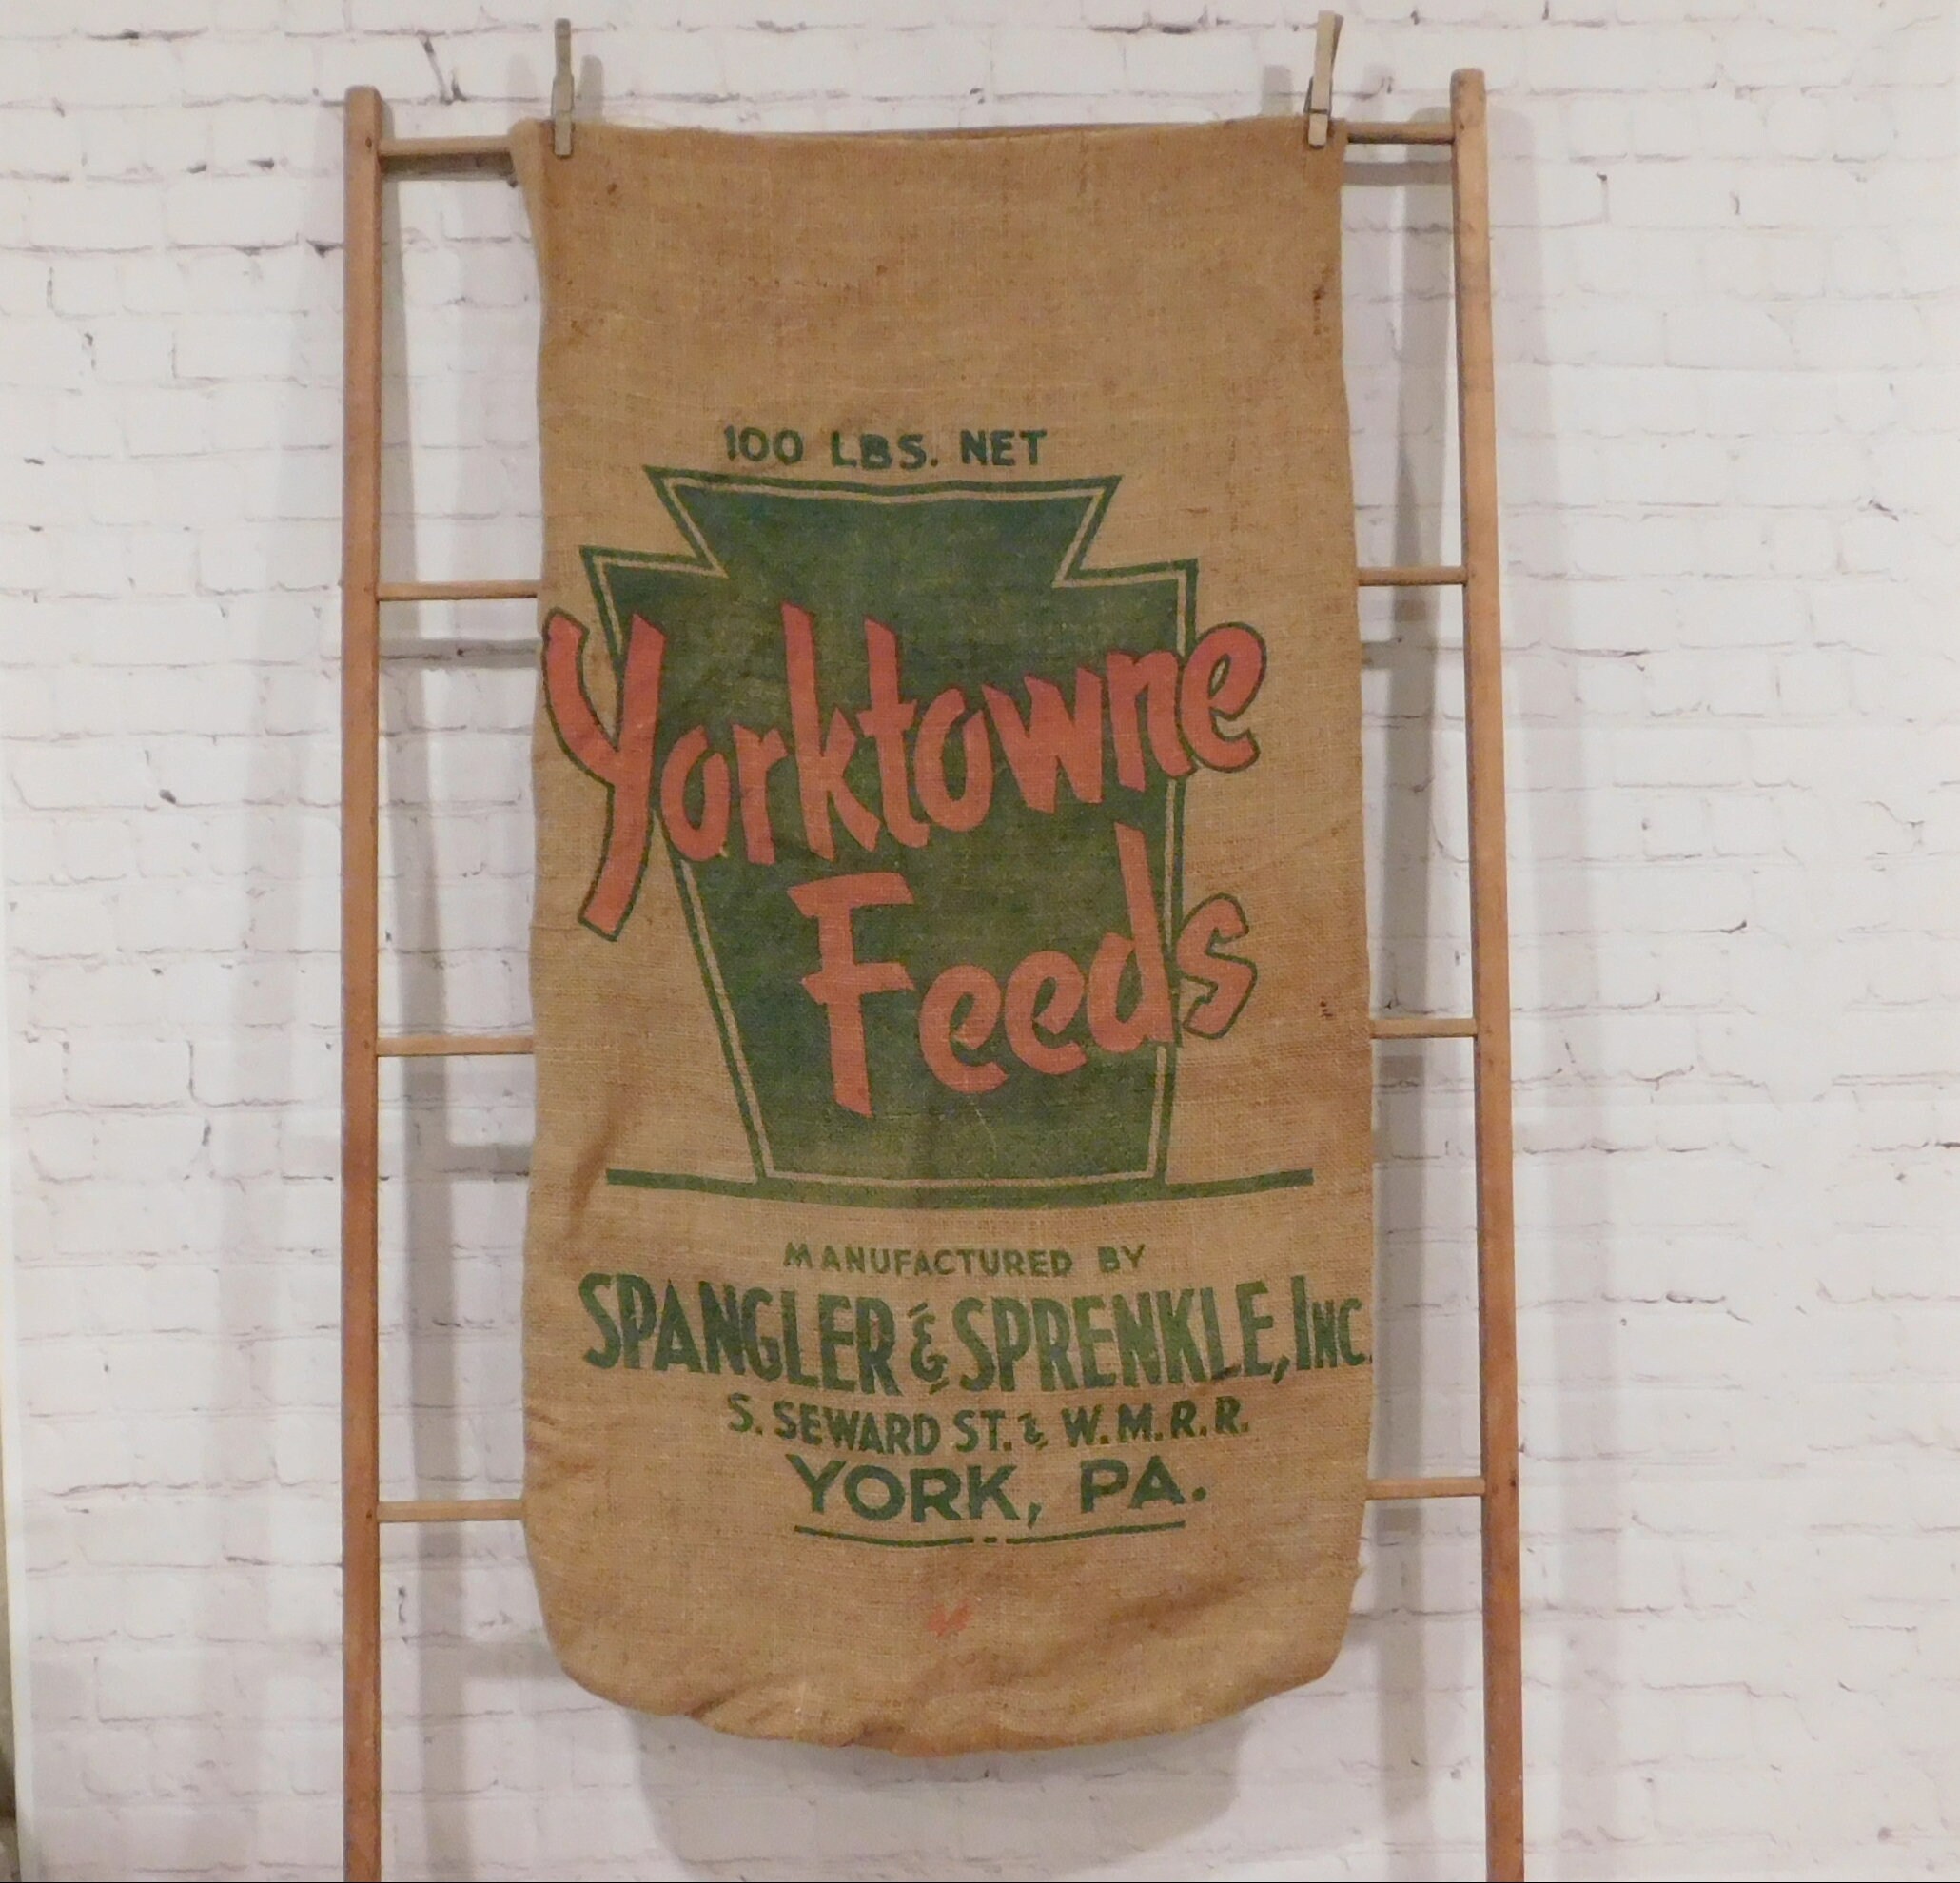 100 LBS. NET
Yorktowne
Feeds
MANUFACTURED BY
SPANGLER & SPRENKLE, INC.
S. SEWARD ST. & W.M.R.R.
YORK, PA.